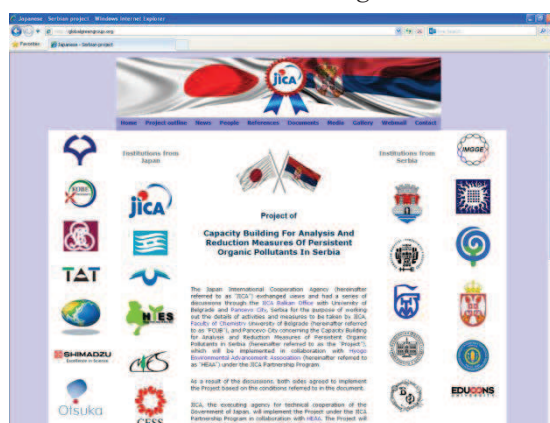 Japanese - Serbian project - Windows Internet Explorer
globalgreengroup.org
Favorites
Japanese - Serbian project
JICA
Home Project outline News People References Documents Media Gallery Webmail Contact
Institutions from
Japan
Institutions from
Serbia
IMGGE
KOBE
JICA
TAT
HIES
SHIMADZU
Excellence in Science
Otsuka
CESS
EDUCONS
UNIVERSITY
Project of
Capacity Building For Analysis And
Reduction Measures Of Persistent
Organic Pollutants In Serbia
The Japan International Cooperation Agency (hereinafter
referred to as "JICA") exchanged views and had a series of
discussions through the JICA Balkan Office with University of
Belgrade and Pancevo City, Serbia for the purpose of working
out the details of activities and measures to be taken by JICA,
Faculty of Chemistry University of Belgrade (hereinafter referred
to as "FCUB"), and Pancevo City concerning the Capacity Building
for Analysis and Reduction Measures of Persistent Organic
Pollutants in Serbia (hereinafter referred to as the "Project"),
which will be implemented in collaboration with Hyogo
Environmental Advancement Association (hereinafter referred to
as "HEAA") under the JICA Partnership Program.
As a result of the discussions, both sides agreed to implement
the Project based on the conditions referred to in the document.
JICA, the executing agency for technical cooperation of the
Government of Japan, will implement the Project under the JICA
Partnership Program in collaboration with HEAA. The Project will